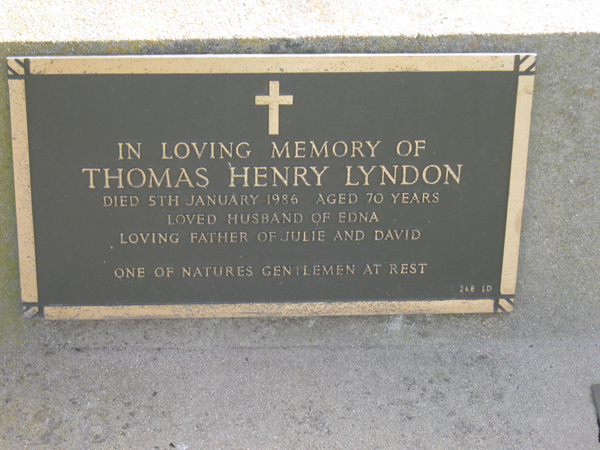 IN LOVING MEMORY OF
THOMAS HENRY LYNDON
DIED 5TH JANUARY 1986 AGED 70 YEARS
LOVED HUSBAND OF EDNA
LOVING FATHER OF JULIE AND DAVID
ONE OF NATURES GENTLEMEN AT REST
268 LD